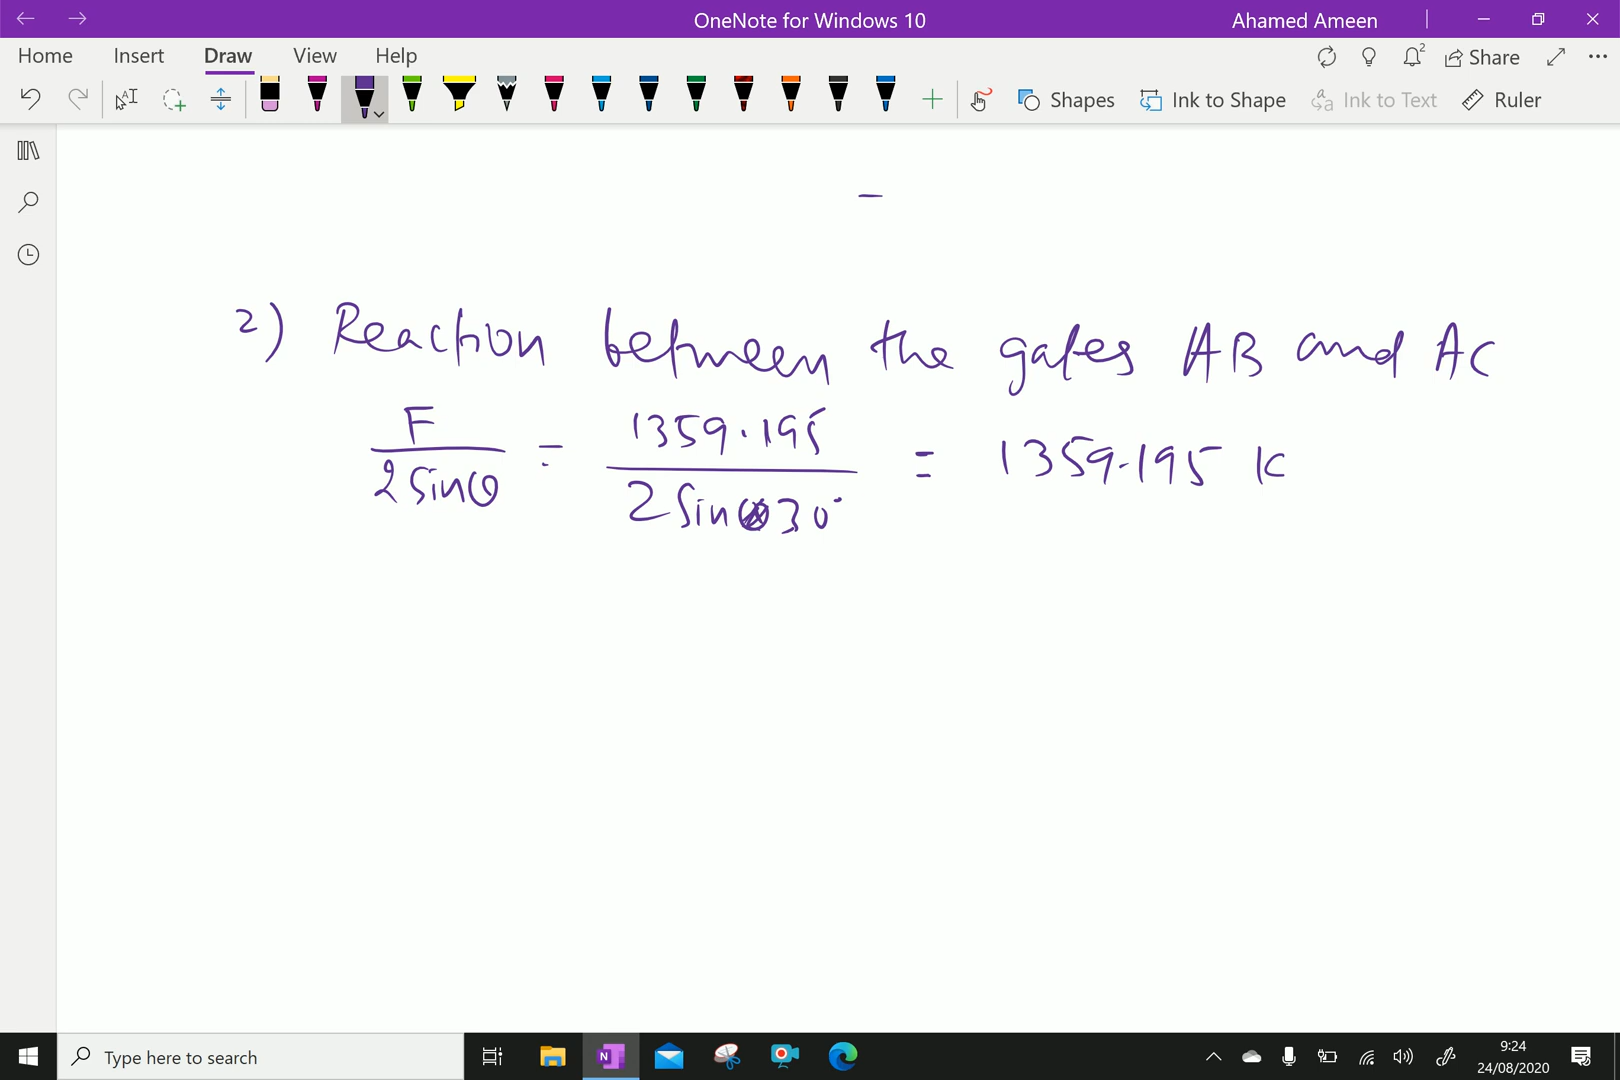 OneNote for Windows 10
Ahamed Ameen
Home Insert Draw View Help
2
Share
Shapes Ink to Shape Ink to Text Ruler
2) Reaction between the gates AB and AC
F / 2 Sinθ = 1359.195 / 2 Sin 30° = 1359.195 K
Type here to search
9:24
24/08/2020